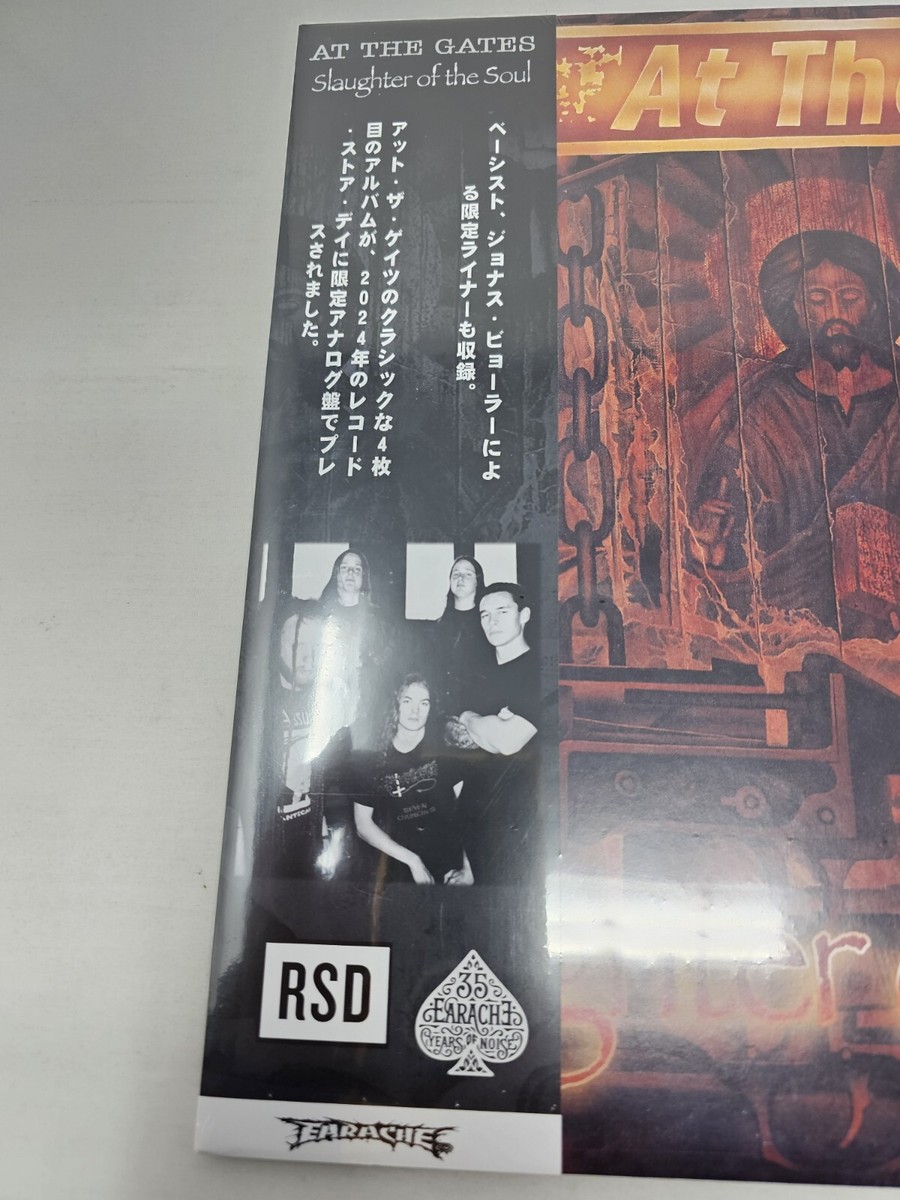 AT THE GATES
Slaughter of the Soul
At Th
ベーシスト、ジョナス・ビョーラーによ
る限定ライナーも収録。
アット・ザ・ゲイツのクラシックな4枚
目のアルバムが、2024年のレコード
・ストア・デイに限定アナログ盤でプレ
スされました。
RSD
35
EARACHE
YEARS OF NOISE
EARACHE